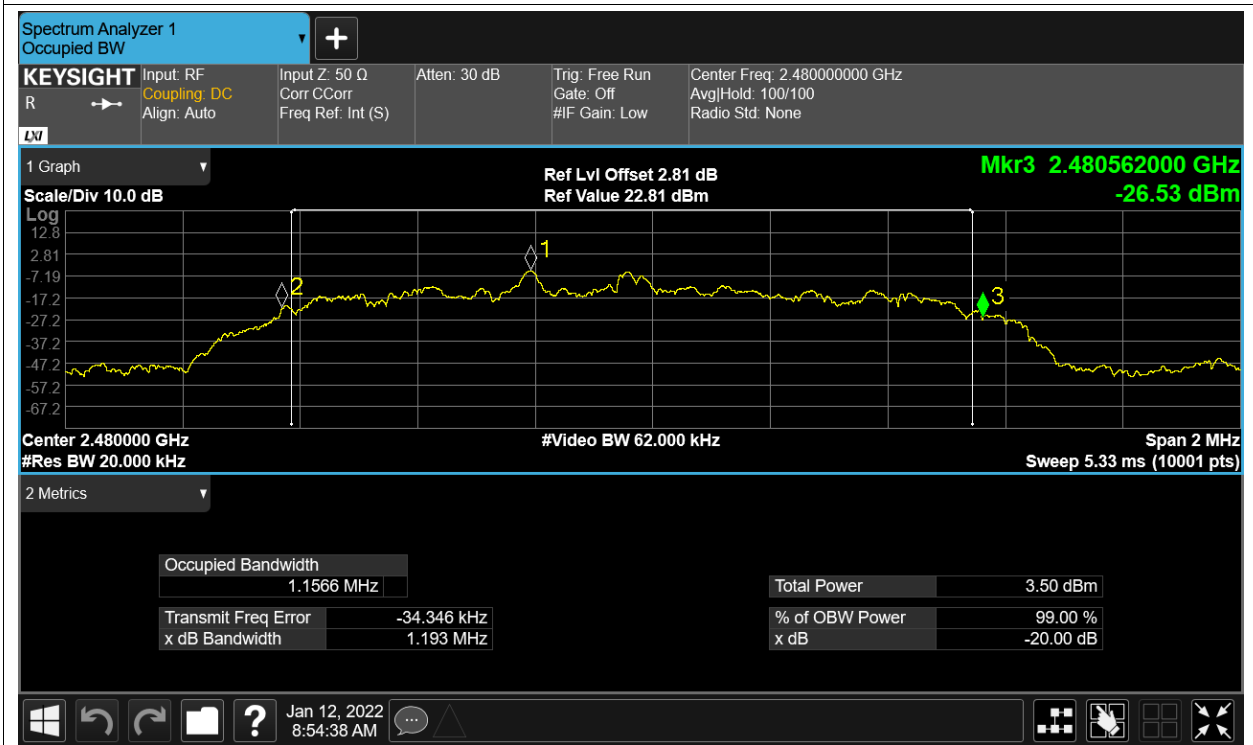 Spectrum Analyzer 1
Occupied BW
KEYSIGHT
R
LXI
Input: RF
Coupling: DC
Align: Auto
Input Z: 50 Ω
Corr CCorr
Freq Ref: Int (S)
Atten: 30 dB
Trig: Free Run
Gate: Off
#IF Gain: Low
Center Freq: 2.480000000 GHz
Avg|Hold: 100/100
Radio Std: None
1 Graph
Scale/Div 10.0 dB
Ref Lvl Offset 2.81 dB
Ref Value 22.81 dBm
Mkr3 2.480562000 GHz
-26.53 dBm
Log
12.8
2.81
-7.19
-17.2
-27.2
-37.2
-47.2
-57.2
-67.2
1
2
3
Center 2.480000 GHz
#Res BW 20.000 kHz
#Video BW 62.000 kHz
Span 2 MHz
Sweep 5.33 ms (10001 pts)
2 Metrics
Occupied Bandwidth
1.1566 MHz
Transmit Freq Error -34.346 kHz
x dB Bandwidth 1.193 MHz
Total Power 3.50 dBm
% of OBW Power 99.00 %
x dB -20.00 dB
?
Jan 12, 2022
8:54:38 AM